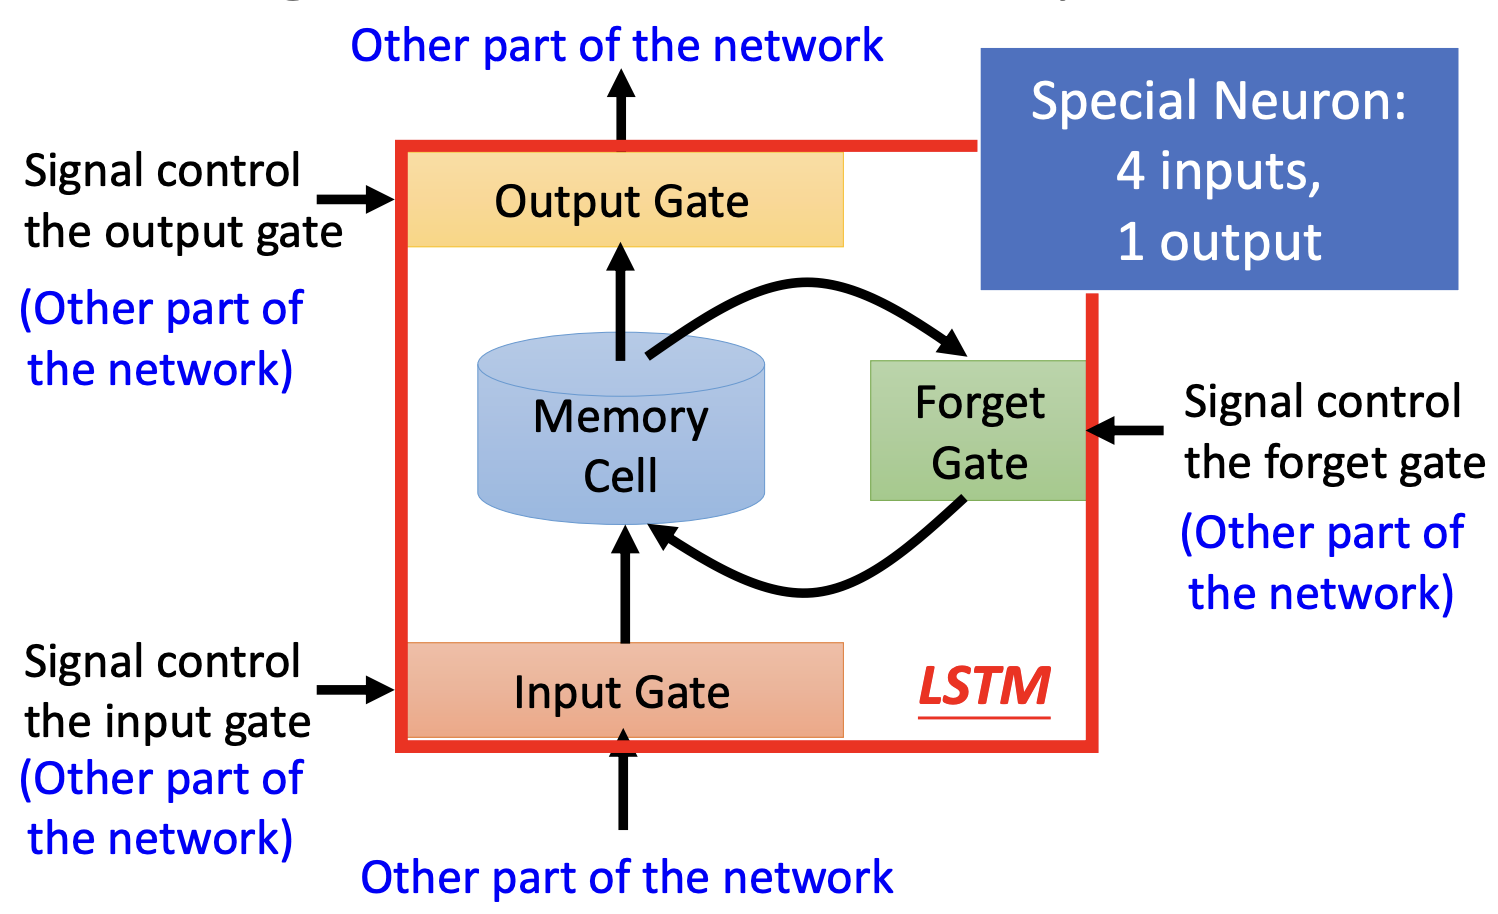 Other part of the network
Special Neuron:
4 inputs,
1 output
Signal control
the output gate
(Other part of
the network)
Output Gate
Memory
Cell
Forget
Gate
Signal control
the forget gate
(Other part of
the network)
Signal control
the input gate
(Other part of
the network)
Input Gate
LSTM
Other part of the network